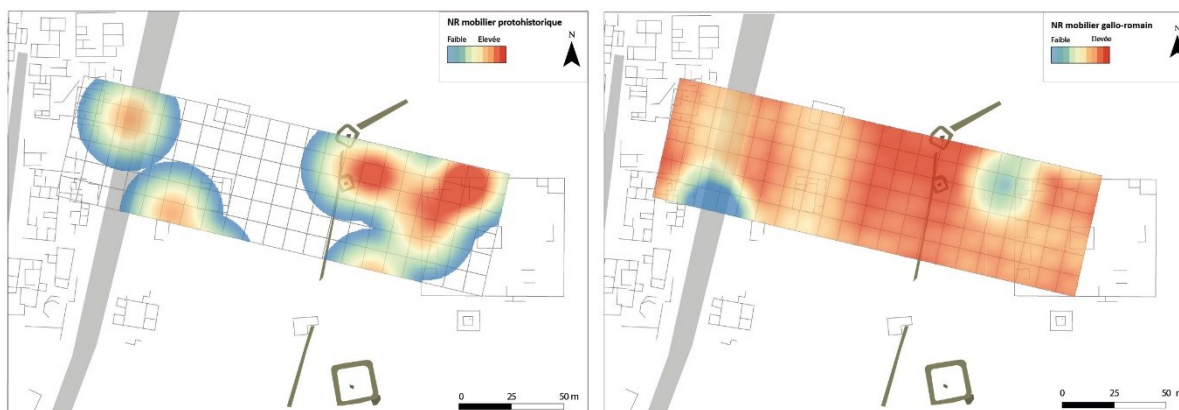 NR mobilier protohistorique
Faible Elevée
N
0 25 50 m
NR mobilier gallo-romain
Faible Elevée
N
0 25 50 m